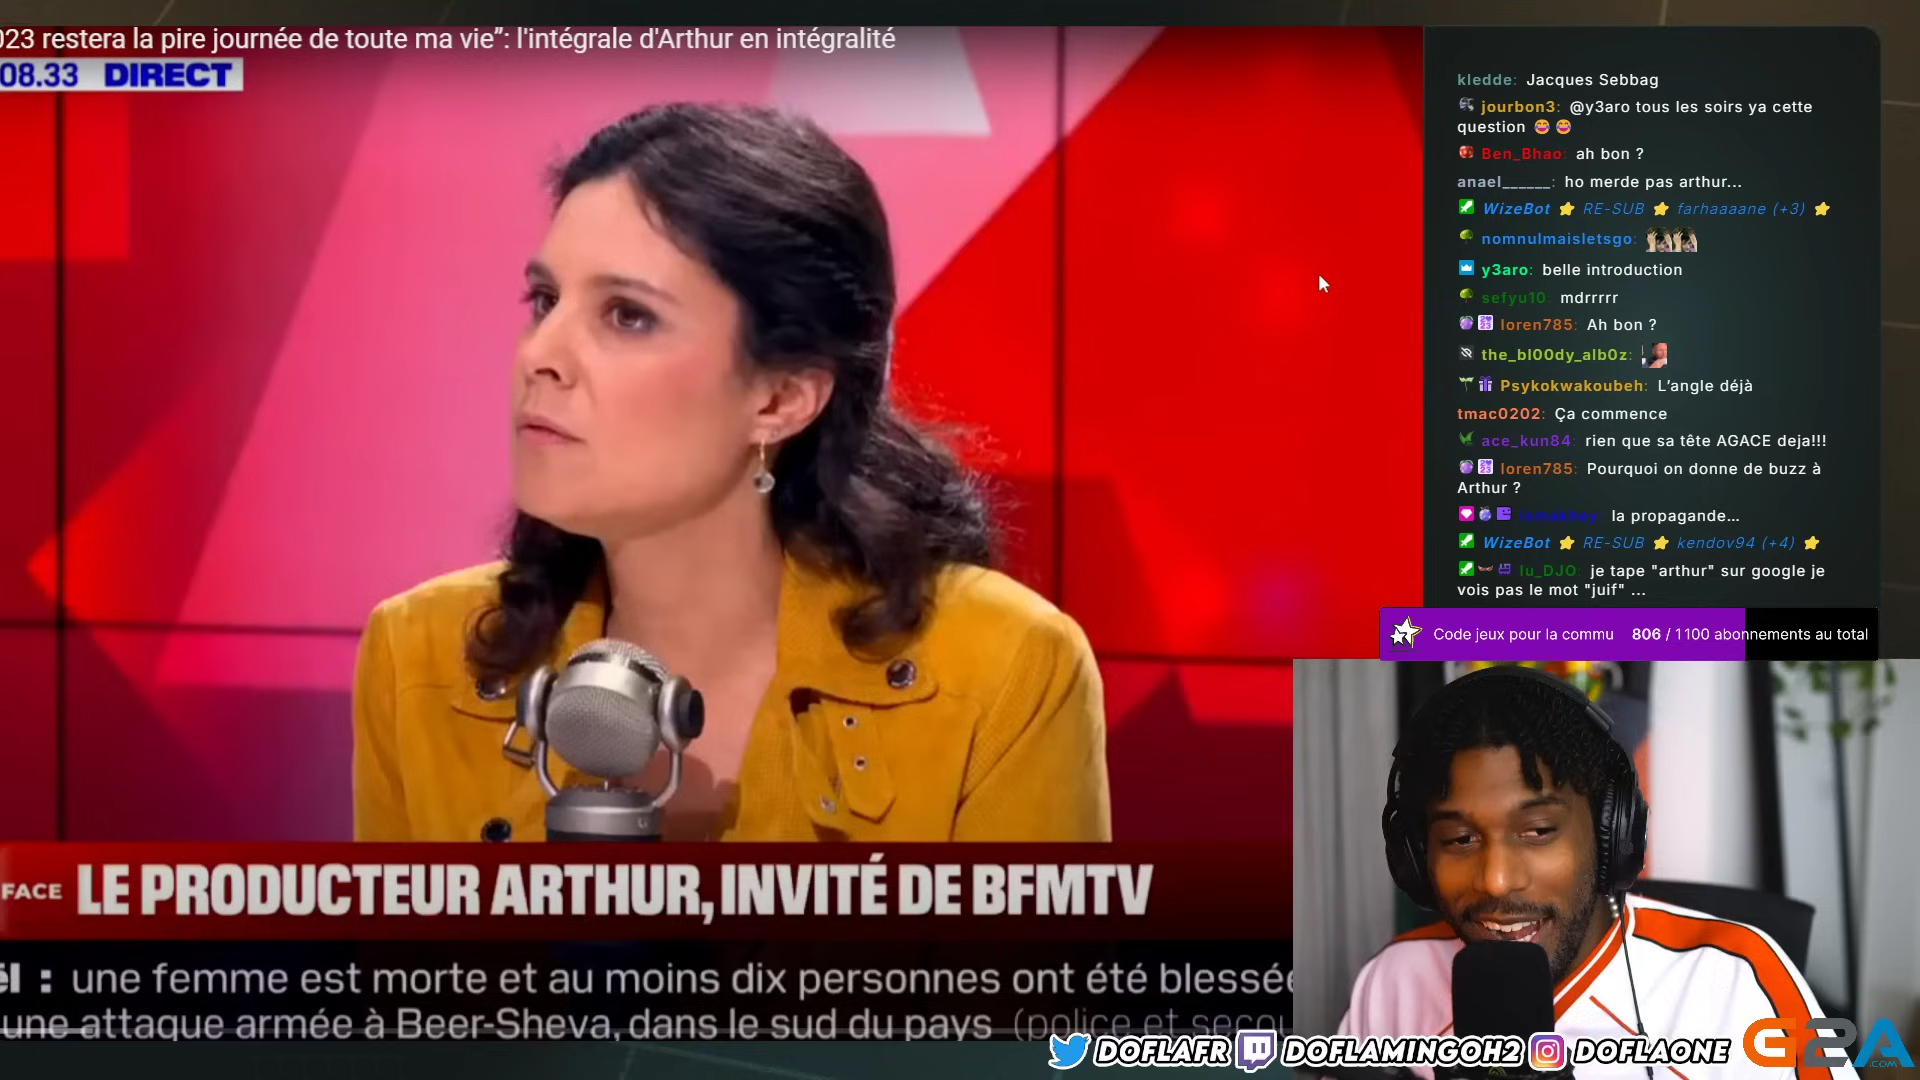 023 restera la pire journée de toute ma vie”: l'intégrale d'Arthur en intégralité
08.33 DIRECT
kledde: Jacques Sebbag
jourbon3: @y3aro tous les soirs ya cette
question 😂 😂
Ben_Bhao: ah bon ?
anael______: ho merde pas arthur...
WizeBot ⭐ RE-SUB ⭐ farhaaaane (+3) ⭐
nomnulmaisletsgo:
y3aro: belle introduction
sefyu10: mdrrrrr
loren785: Ah bon ?
the_bl00dy_alb0z:
Psykokwakoubeh: L’angle déjà
tmac0202: Ça commence
ace_kun84: rien que sa tête AGACE deja!!!
loren785: Pourquoi on donne de buzz à
Arthur ?
la propagande...
WizeBot ⭐ RE-SUB ⭐ kendov94 (+4) ⭐
lu_DJO: je tape "arthur" sur google je
vois pas le mot "juif" ...
Code jeux pour la commu 806 / 1100 abonnements au total
FACE LE PRODUCTEUR ARTHUR, INVITÉ DE BFMTV
ël : une femme est morte et au moins dix personnes ont été blessée
une attaque armée à Beer-Sheva, dans le sud du pays (police et secou
DOFLAFR DOFLAMINGOH2 DOFLAONE
G2A
.COM